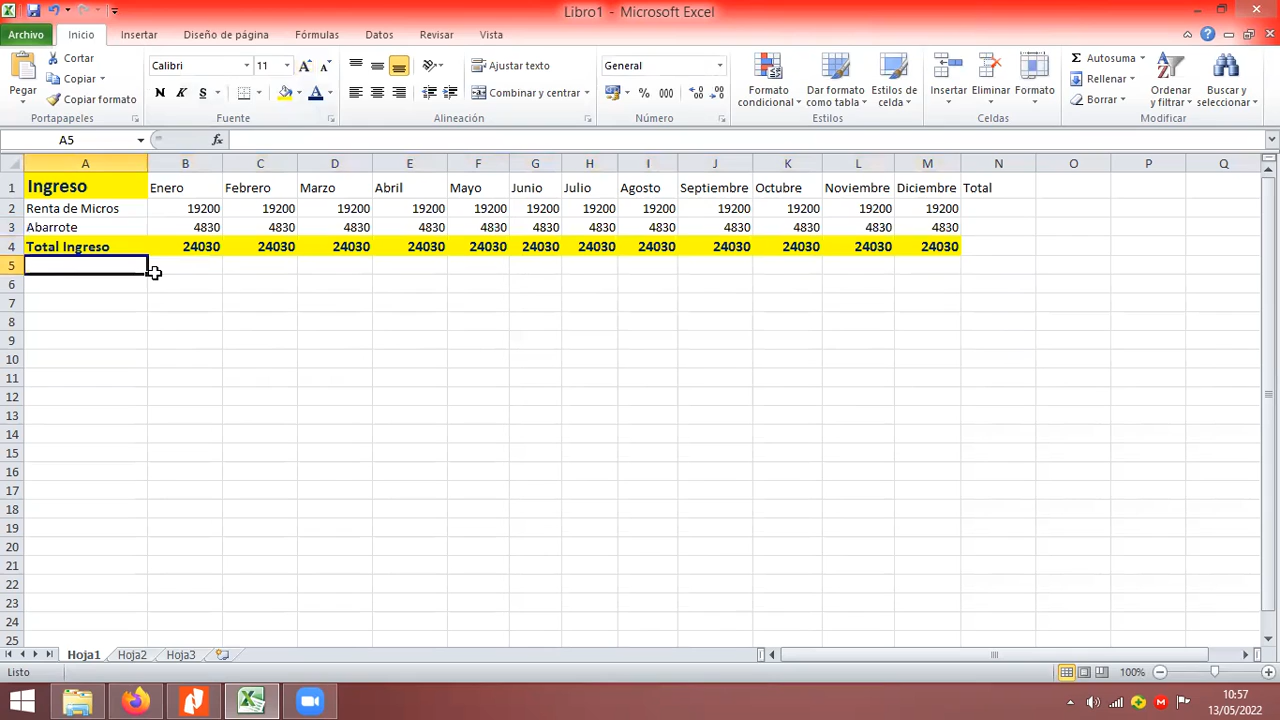 Libro1 - Microsoft Excel
Archivo Inicio Insertar Diseño de página Fórmulas Datos Revisar Vista
Pegar
Cortar
Copiar
Copiar formato
Portapapeles
Calibri 11
N K S
Fuente
Ajustar texto
Combinar y centrar
Alineación
General
% 000
Número
Formato condicional
Dar formato como tabla
Estilos de celda
Estilos
Insertar Eliminar Formato
Celdas
Σ Autosuma
Rellenar
Borrar
Ordenar y filtrar
Buscar y seleccionar
Modificar
A5 fx
A B C D E F G H I J K L M N O P Q
1 Ingreso Enero Febrero Marzo Abril Mayo Junio Julio Agosto Septiembre Octubre Noviembre Diciembre Total
2 Renta de Micros 19200 19200 19200 19200 19200 19200 19200 19200 19200 19200 19200 19200
3 Abarrote 4830 4830 4830 4830 4830 4830 4830 4830 4830 4830 4830 4830
4 Total Ingreso 24030 24030 24030 24030 24030 24030 24030 24030 24030 24030 24030 24030
5
6
7
8
9
10
11
12
13
14
15
16
17
18
19
20
21
22
23
24
25
Hoja1 Hoja2 Hoja3
Listo 100%
10:57
13/05/2022